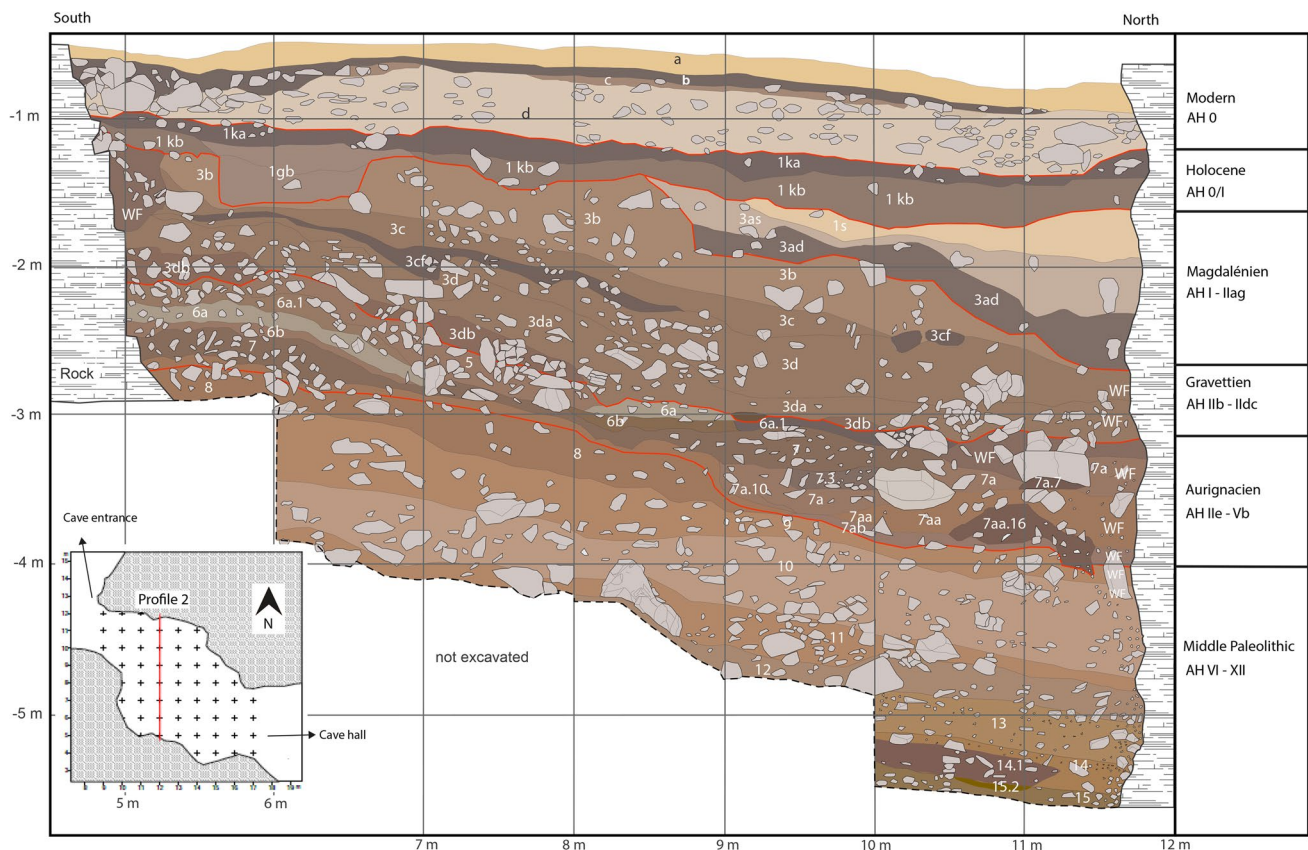 South
North
a
c
b
-1 m
d
Modern
AH 0
1ka
1 kb
1ka
3b
1gb
1 kb
Holocene
AH 0/I
1 kb
1 kb
WF
3c
3b
3as
1s
3ad
-2 m
3db
3cf
3d
3b
Magdalénien
AH I - IIag
6a
6a.1
3ad
3c
3db
3da
3cf
6b
7
5
3d
Rock
8
WF
Gravettien
AH IIb - IIdc
-3 m
3da
6a
6a.1
3db
WF
6b
8
7
WF
7a
7.3
7a
WF
7a.10
7a
7a.7
Aurignacien
AH IIe - Vb
7aa
9
7ab
7aa
7aa.16
WF
WF
Cave entrance
-4 m
10
WF
WF
Profile 2
N
11
Middle Paleolithic
AH VI - XII
not excavated
12
-5 m
13
Cave hall
14.1
14
15.2
15
5 m
6 m
7 m
8 m
9 m
10 m
11 m
12 m